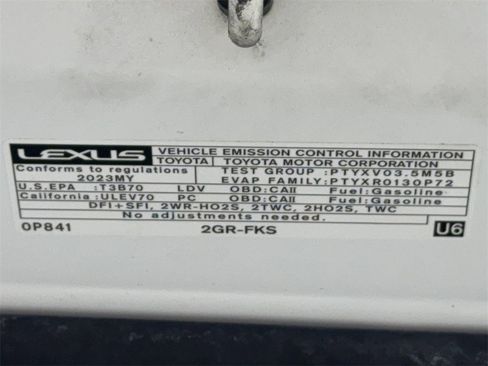 LEXUS VEHICLE EMISSION CONTROL INFORMATION
Conforms to regulations TOYOTA TOYOTA MOTOR CORPORATION
2023MY TEST GROUP :PTYXV03.5M5B
EVAP FAMILY:PTYXR0130P72
U.S.EPA :T3B70 LDV OBD:CAII Fuel:Gasoline
California :ULEV70 PC OBD:CAII Fuel:Gasoline
DFI+SFI, 2WR-HO2S, 2TWC, 2HO2S, TWC
No adjustments needed.
0P841 2GR-FKS U6